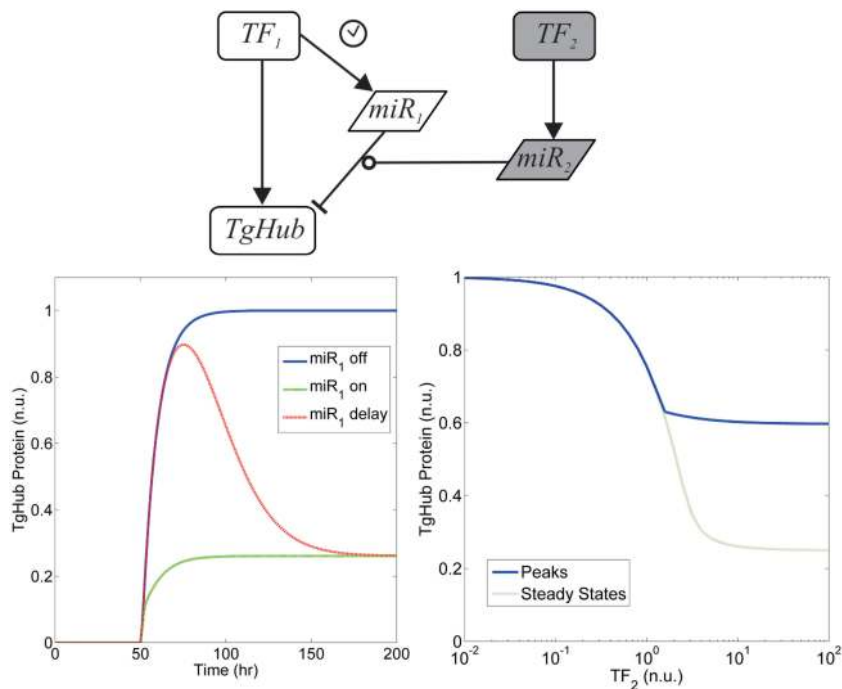 TF₁
TF₂
miR₁
miR₂
TgHub
TgHub Protein (n.u.)
1
0.8
0.6
0.4
0.2
0
miR₁ off
miR₁ on
miR₁ delay
0 50 100 150 200
Time (hr)
TgHub Protein (n.u.)
1
0.8
0.6
0.4
0.2
0
Peaks
Steady States
10⁻² 10⁻¹ 10⁰ 10¹ 10²
TF₂ (n.u.)